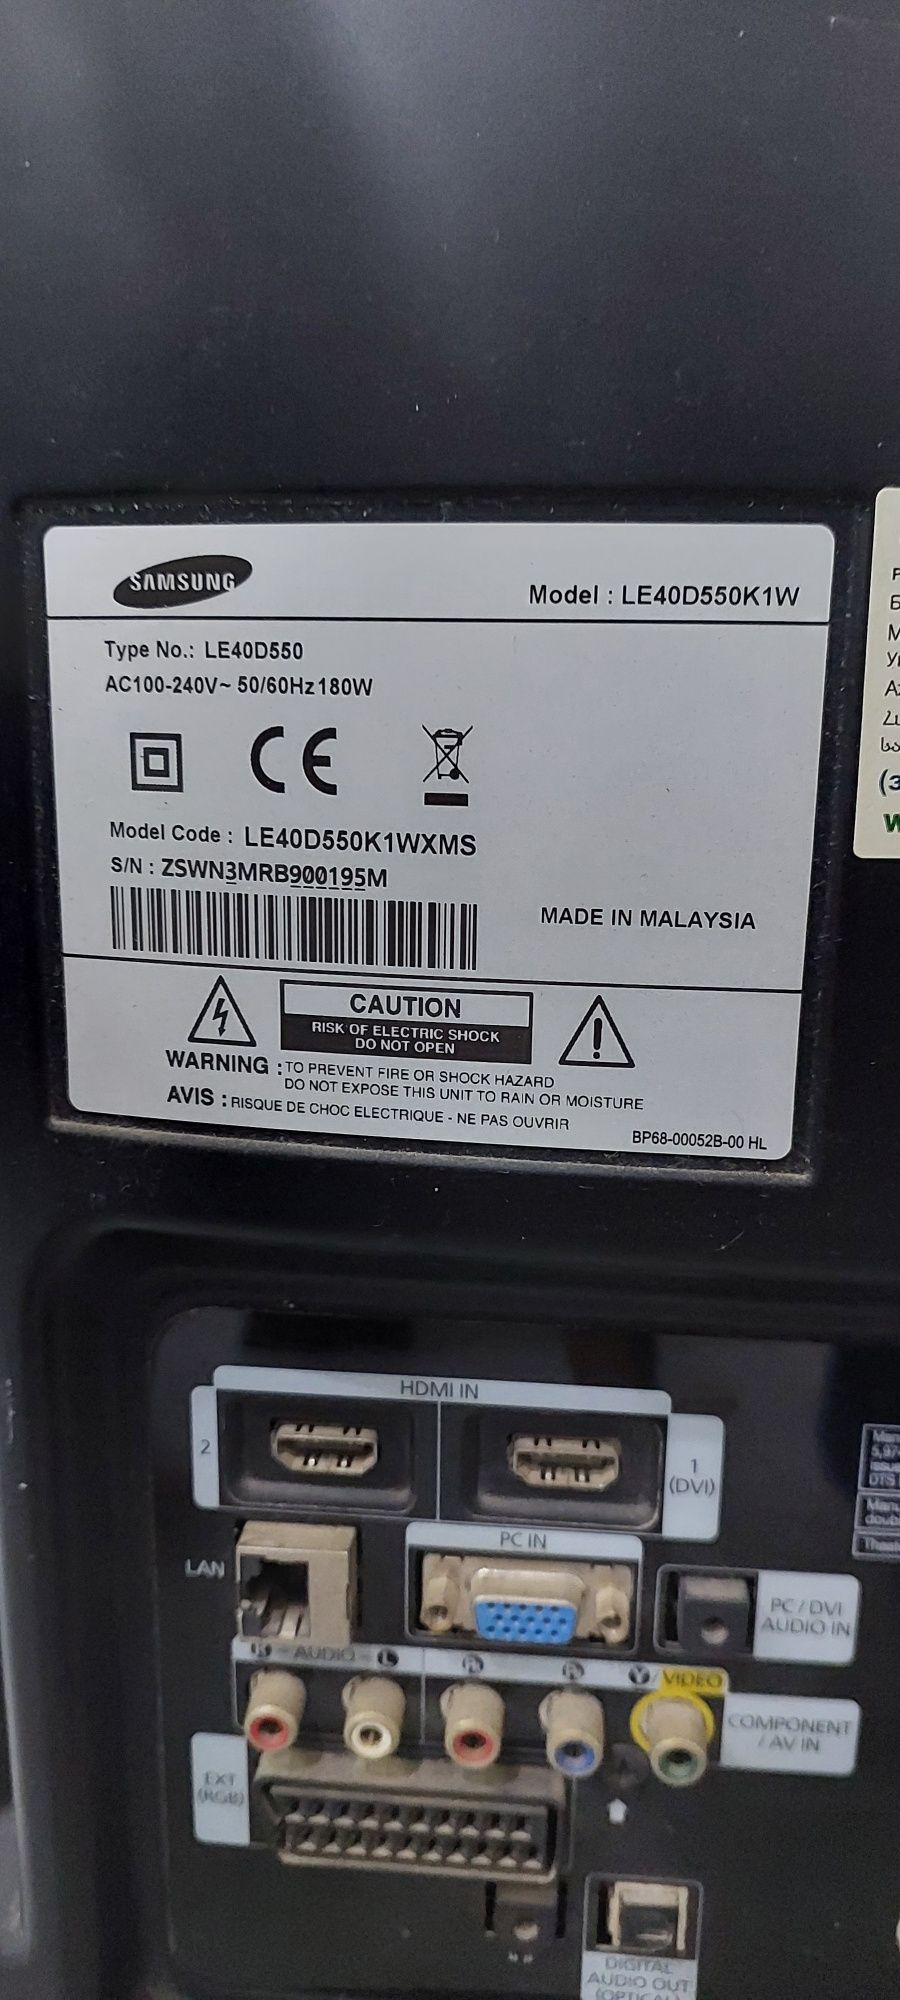 SAMSUNG
Model : LE40D550K1W
Type No.: LE40D550
AC100-240V~ 50/60Hz 180W
CE
Model Code : LE40D550K1WXMS
S/N : ZSWN3MRB900195M
MADE IN MALAYSIA
CAUTION
RISK OF ELECTRIC SHOCK
DO NOT OPEN
WARNING : TO PREVENT FIRE OR SHOCK HAZARD
DO NOT EXPOSE THIS UNIT TO RAIN OR MOISTURE
AVIS : RISQUE DE CHOC ELECTRIQUE - NE PAS OUVRIR
BP68-00052B-00 HL
HDMI IN
2
1
(DVI)
LAN
PC IN
PC / DVI
AUDIO IN
R - AUDIO - L
Y / VIDEO
COMPONENT
/ AV IN
EXT
(RGB)
DIGITAL
AUDIO OUT
(OPTICAL)